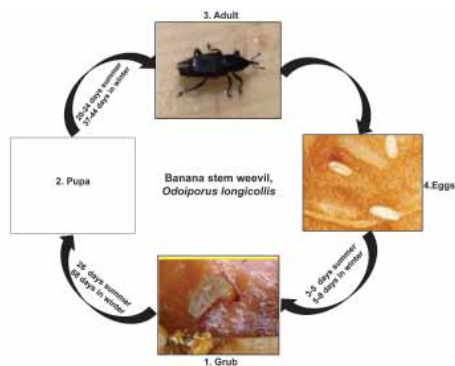 3. Adult
20-24 days summer
37-44 days in winter
2. Pupa
Banana stem weevil,
Odoiporus longicollis
4.Eggs
3-5 days summer
5-8 days in winter
26 days summer
68 days in winter
1. Grub